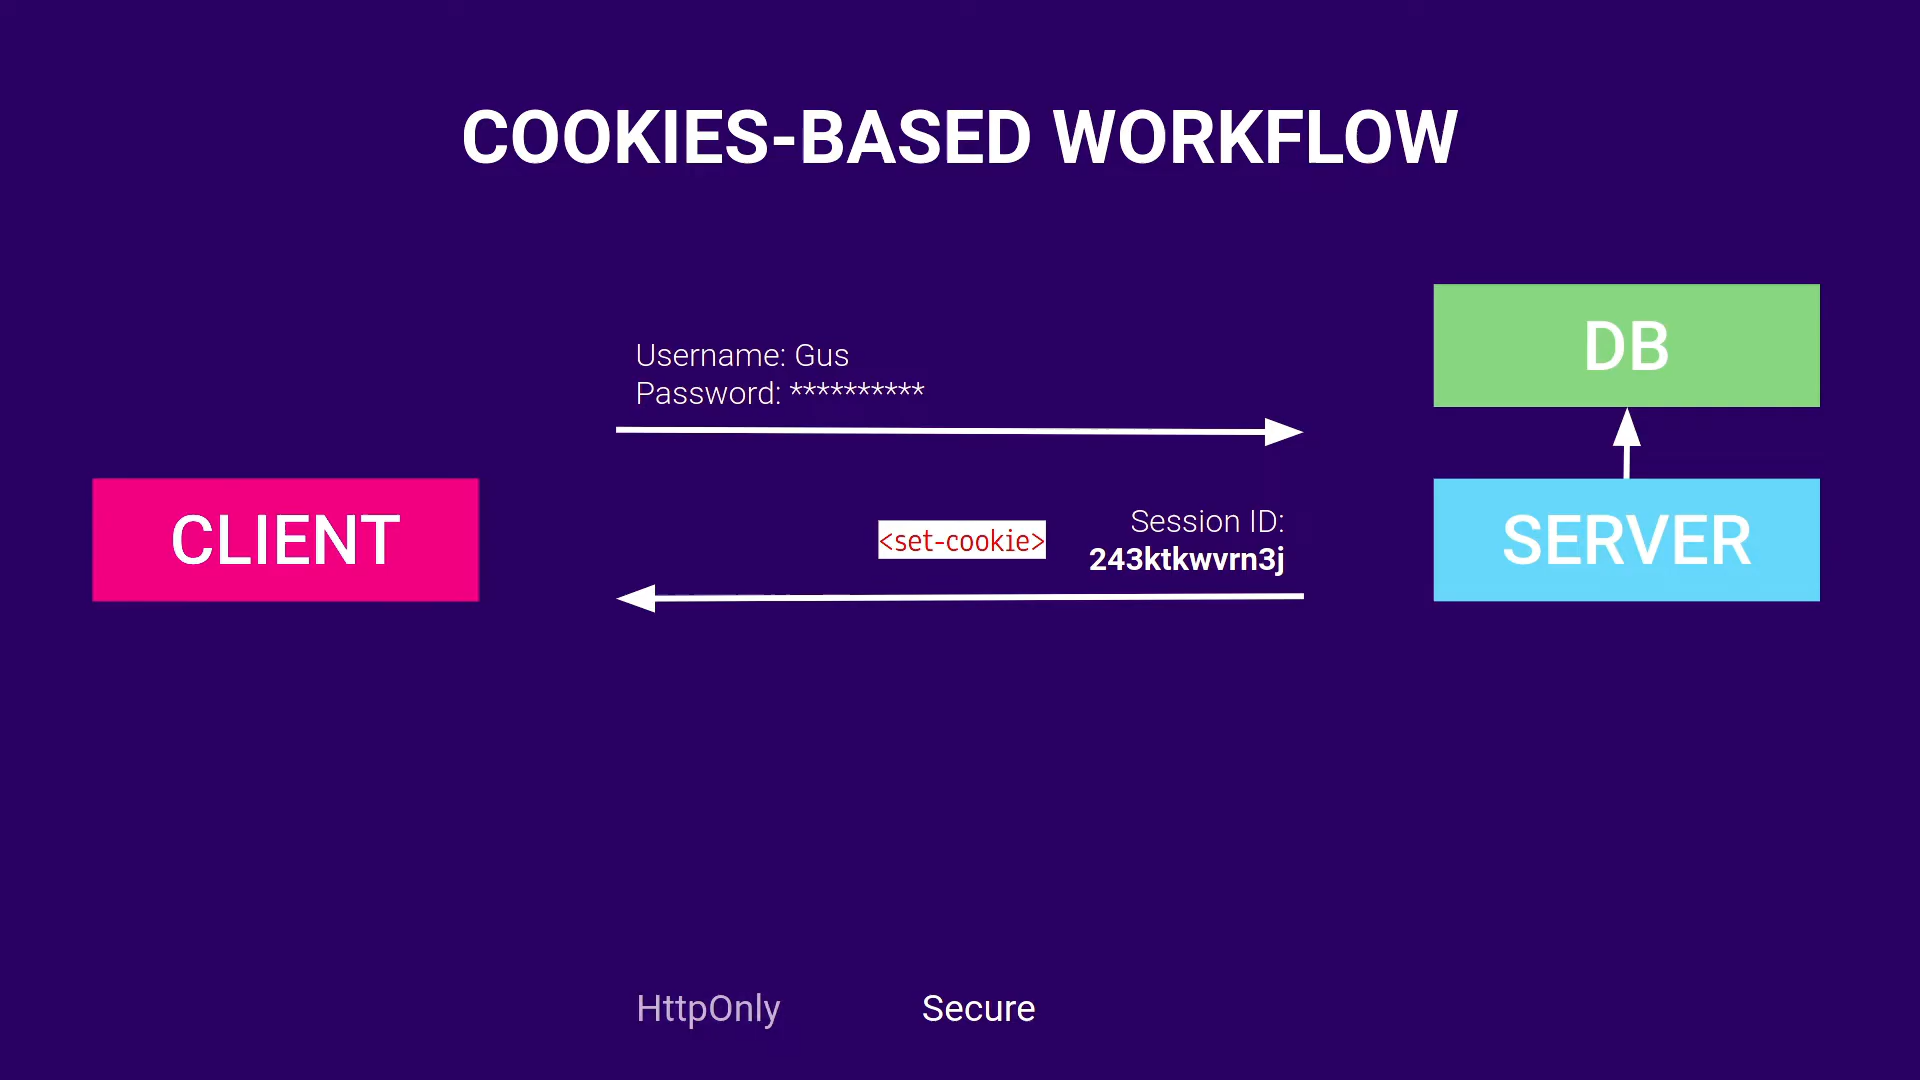 COOKIES-BASED WORKFLOW
DB
Username: Gus
Password: **********
CLIENT
<set-cookie>
Session ID:
243ktkwvrn3j
SERVER
HttpOnly
Secure